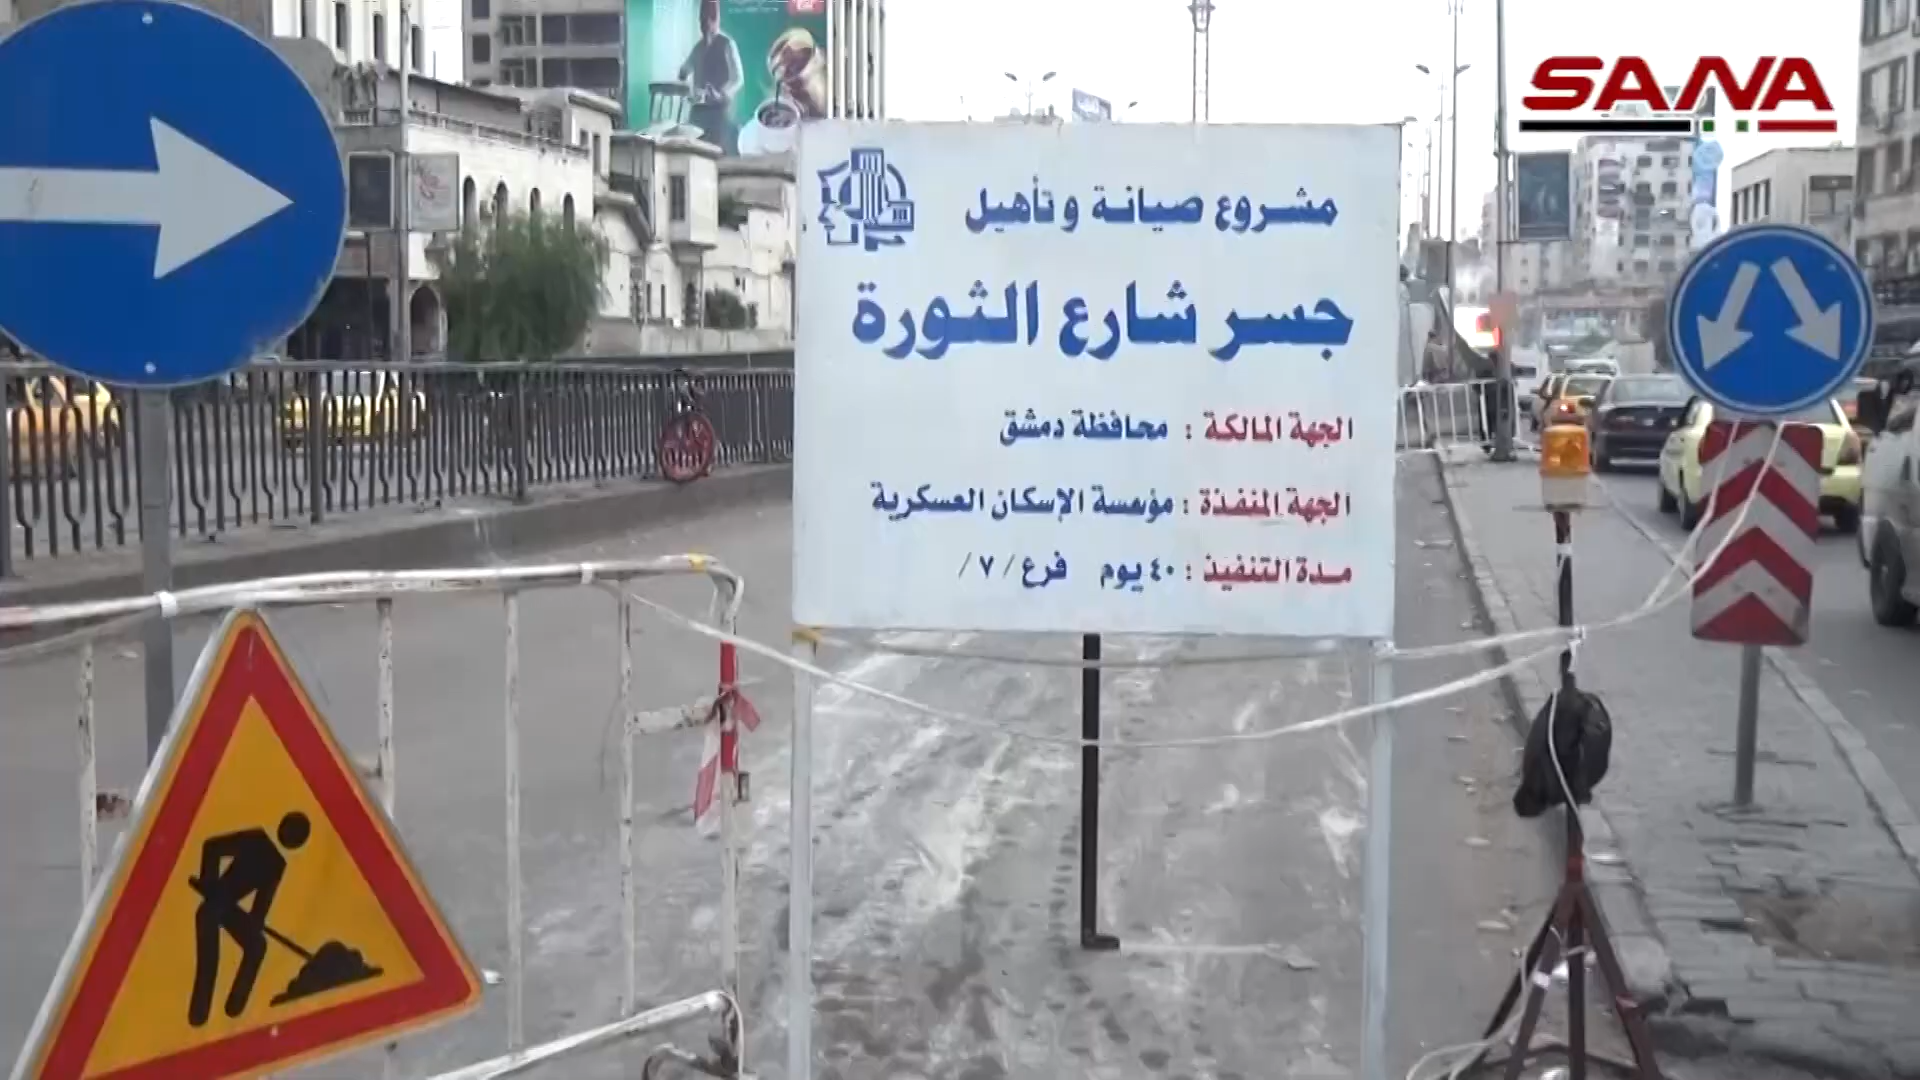 SANA
مشروع صيانة وتأهيل
جسر شارع الثورة
الجهة المالكة : محافظة دمشق
الجهة المنفذة : مؤسسة الإسكان العسكرية
مدة التنفيذ : ٤٠ يوم فرع /٧/